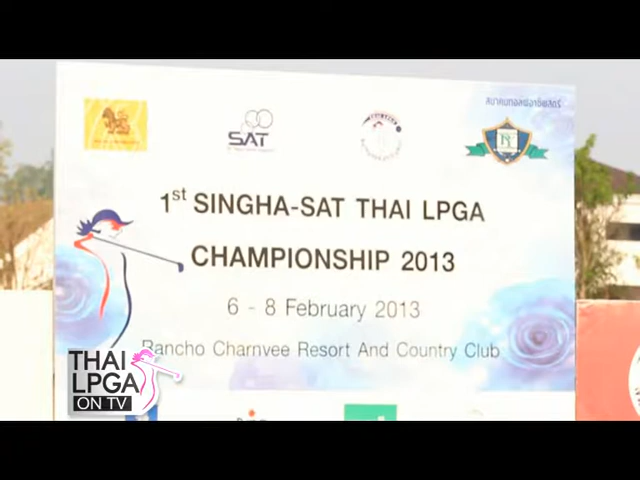 สมาคมกอล์ฟอาชีพสตรี
SAT
THAI LPGA
1st SINGHA-SAT THAI LPGA
CHAMPIONSHIP 2013
6 - 8 February 2013
Rancho Charnvee Resort And Country Club
THAI
LPGA
ON TV